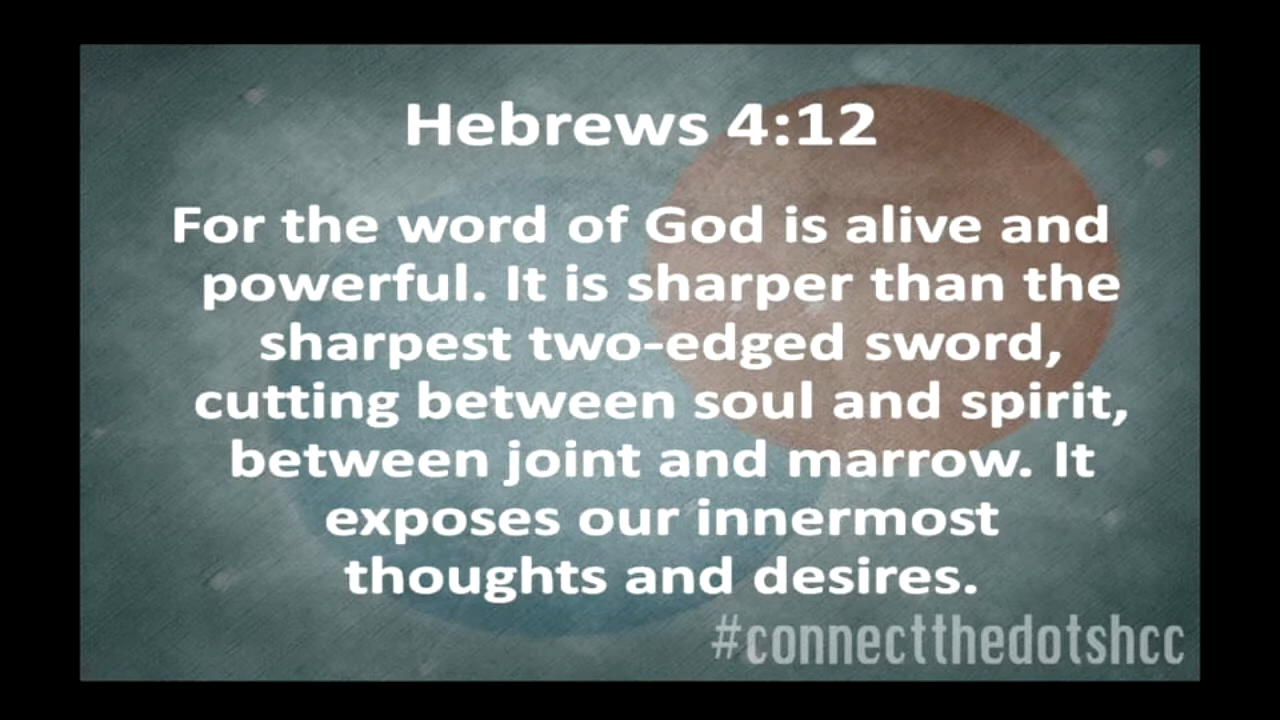 Hebrews 4:12
For the word of God is alive and
powerful. It is sharper than the
sharpest two-edged sword,
cutting between soul and spirit,
between joint and marrow. It
exposes our innermost
thoughts and desires.
#connectthedotshcc